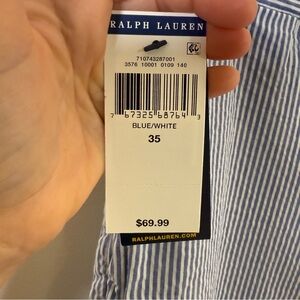 RALPH LAUREN
710743287001
3576 10001 0109 140
7 67325 68764 3
BLUE/WHITE
35
$69.99
RALPHLAUREN.COM